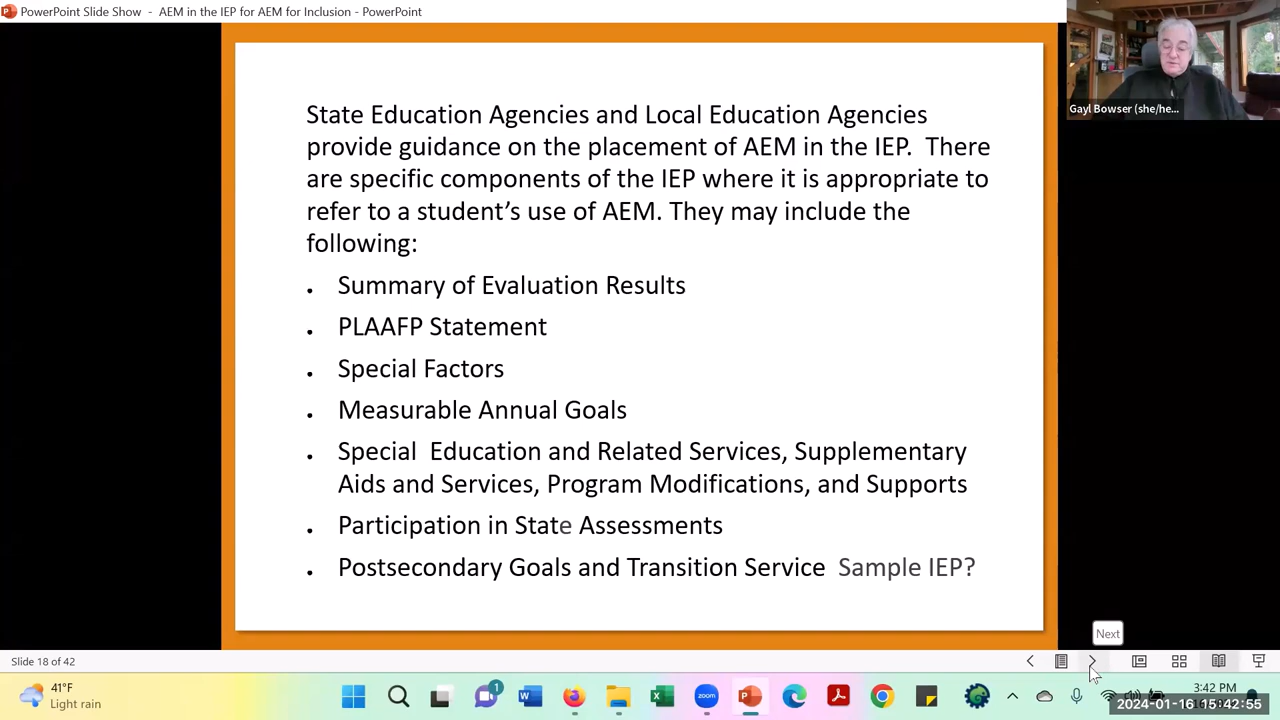 PowerPoint Slide Show - AEM in the IEP for AEM for Inclusion - PowerPoint
Gayl Bowser (she/he...
State Education Agencies and Local Education Agencies
provide guidance on the placement of AEM in the IEP. There
are specific components of the IEP where it is appropriate to
refer to a student’s use of AEM. They may include the
following:
• Summary of Evaluation Results
• PLAAFP Statement
• Special Factors
• Measurable Annual Goals
• Special Education and Related Services, Supplementary
Aids and Services, Program Modifications, and Supports
• Participation in State Assessments
• Postsecondary Goals and Transition Service Sample IEP?
Next
Slide 18 of 42
41°F
Light rain
1
zoom
3:42 PM
2024-01-16 15:42:55